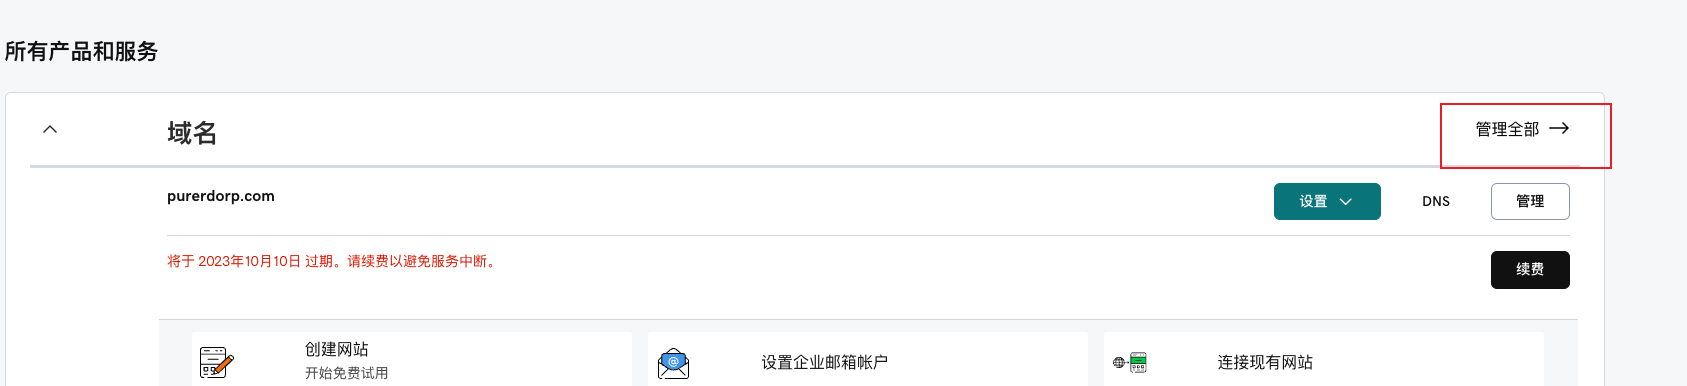 所有产品和服务
域名
管理全部 →
purerdorp.com
设置
DNS
管理
将于 2023年10月10日 过期。请续费以避免服务中断。
续费
创建网站
开始免费试用
@
设置企业邮箱帐户
连接现有网站